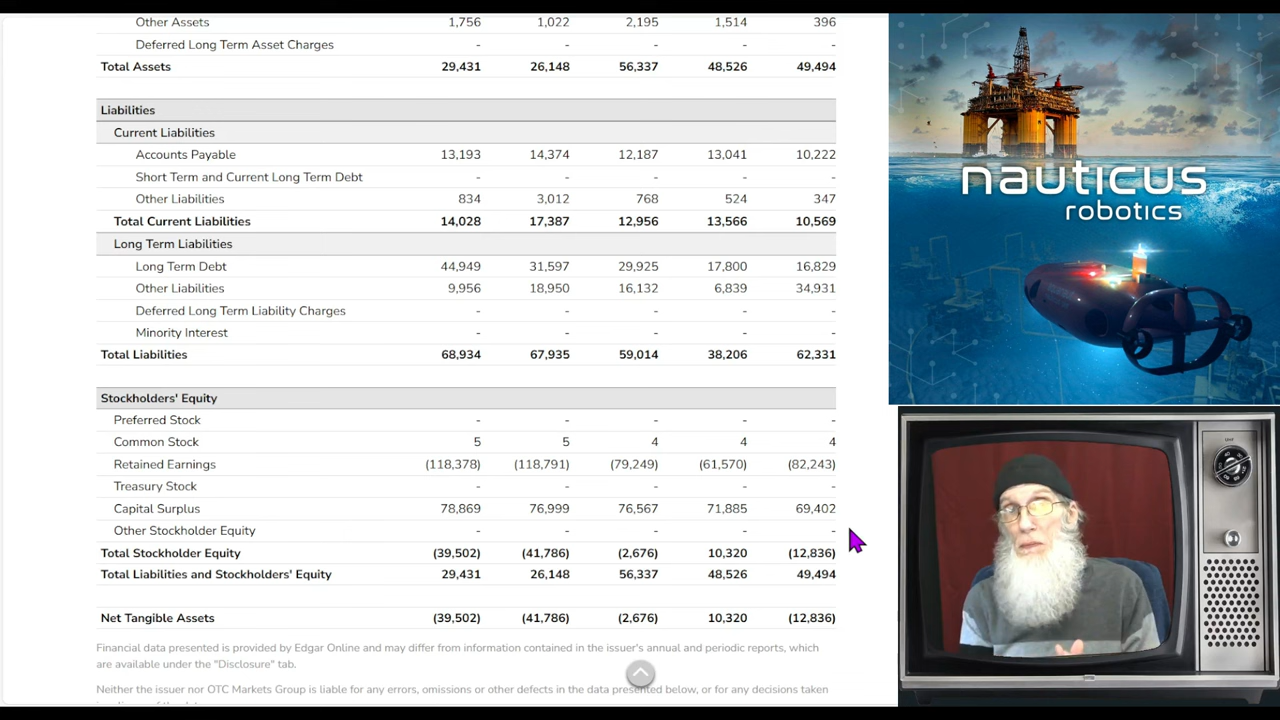 Other Assets 1,756 1,022 2,195 1,514 396
Deferred Long Term Asset Charges - - - - -
Total Assets 29,431 26,148 56,337 48,526 49,494
Liabilities
Current Liabilities
Accounts Payable 13,193 14,374 12,187 13,041 10,222
Short Term and Current Long Term Debt - - - - -
Other Liabilities 834 3,012 768 524 347
Total Current Liabilities 14,028 17,387 12,956 13,566 10,569
Long Term Liabilities
Long Term Debt 44,949 31,597 29,925 17,800 16,829
Other Liabilities 9,956 18,950 16,132 6,839 34,931
Deferred Long Term Liability Charges - - - - -
Minority Interest - - - - -
Total Liabilities 68,934 67,935 59,014 38,206 62,331
Stockholders' Equity
Preferred Stock - - - - -
Common Stock 5 5 4 4 4
Retained Earnings (118,378) (118,791) (79,249) (61,570) (82,243)
Treasury Stock - - - - -
Capital Surplus 78,869 76,999 76,567 71,885 69,402
Other Stockholder Equity - - - - -
Total Stockholder Equity (39,502) (41,786) (2,676) 10,320 (12,836)
Total Liabilities and Stockholders' Equity 29,431 26,148 56,337 48,526 49,494
Net Tangible Assets (39,502) (41,786) (2,676) 10,320 (12,836)
Financial data presented is provided by Edgar Online and may differ from information contained in the issuer's annual and periodic reports, which
are available under the "Disclosure" tab.
Neither the issuer nor OTC Markets Group is liable for any errors, omissions or other defects in the data presented below, or for any decisions taken
nauticus
robotics